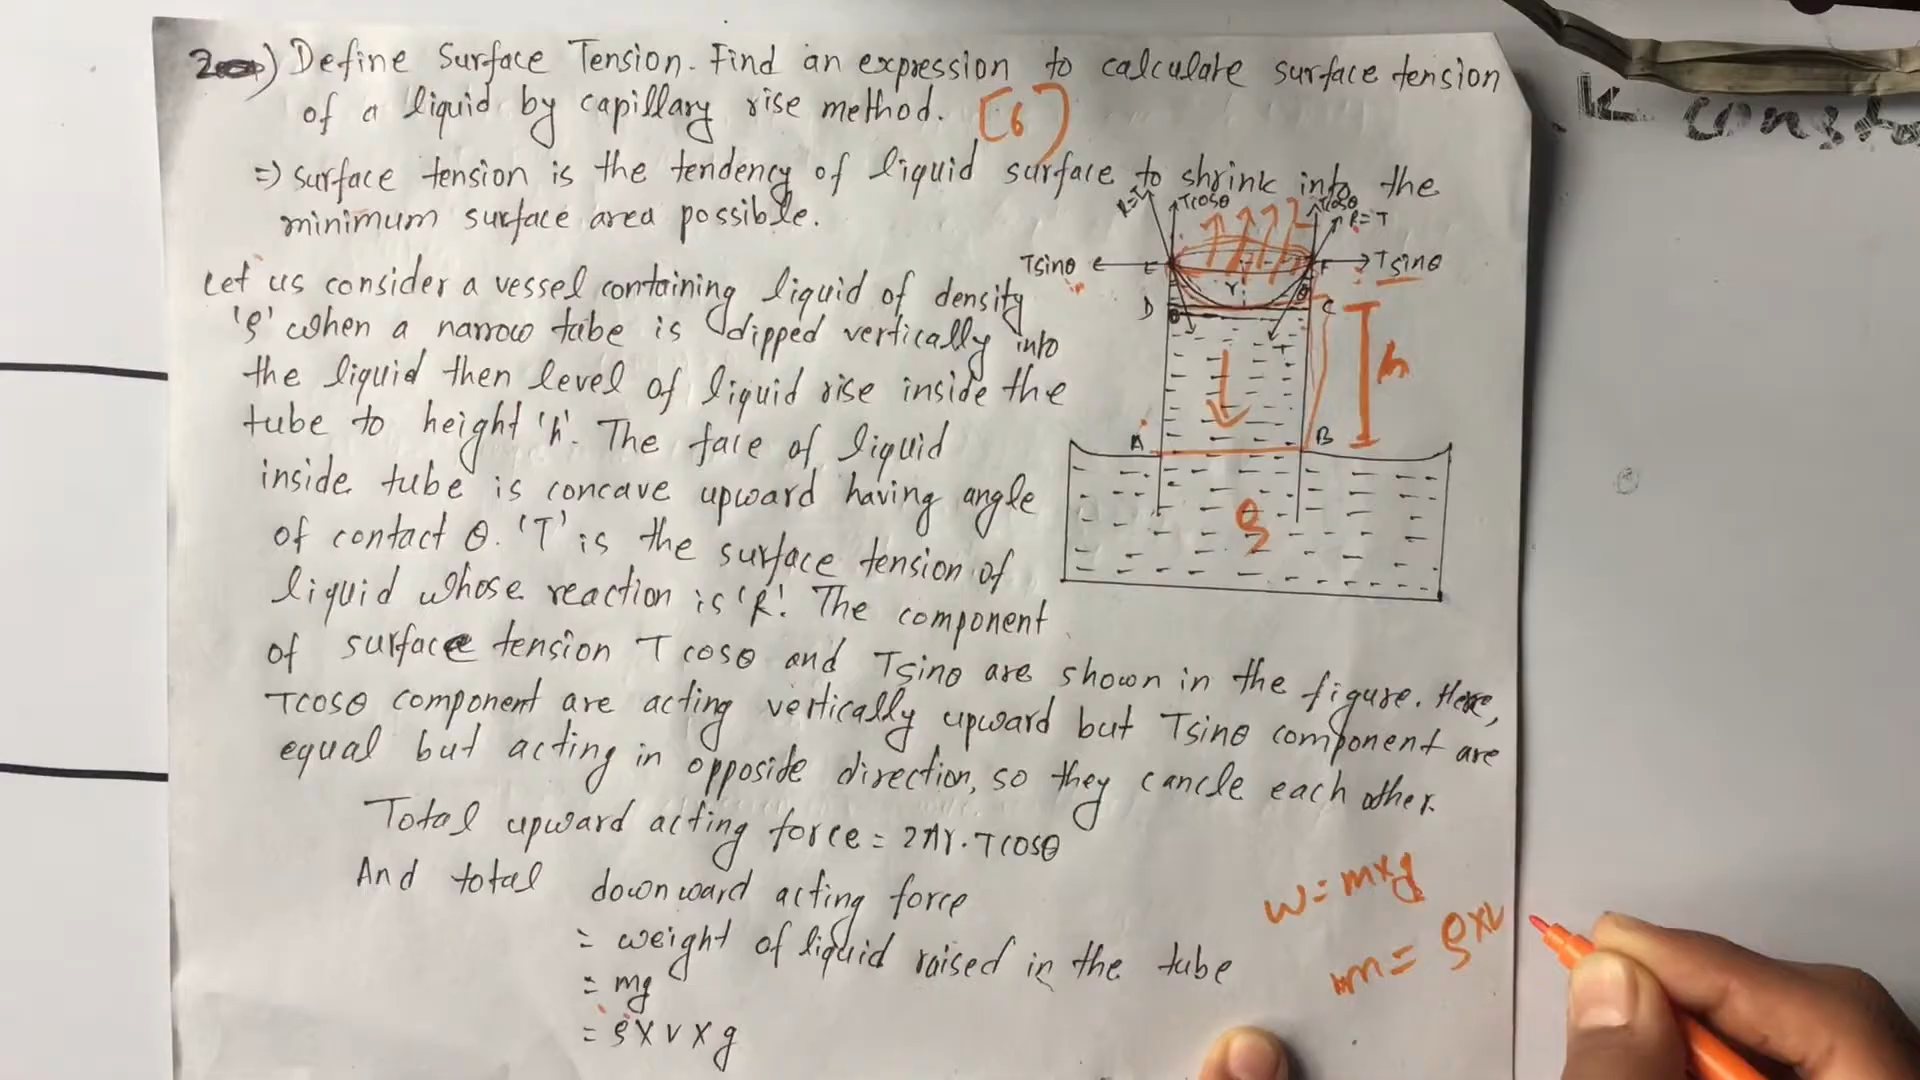 2) Define Surface Tension. Find an expression to calculate surface tension
of a liquid by capillary rise method. [6]
=> surface tension is the tendency of liquid surface to shrink into the
minimum surface area possible.
Let us consider a vessel containing liquid of density
'ρ' when a narrow tube is dipped vertically into
the liquid then level of liquid rise inside the
tube to height 'h'. The face of liquid
inside tube is concave upward having angle
of contact θ. 'T' is the surface tension of
liquid whose reaction is 'R'. The component
of surface tension T cosθ and Tsinθ are shown in the figure. Here,
Tcosθ component are acting vertically upward but Tsinθ component are
equal but acting in opposite direction, so they cancle each other.
Total upward acting force = 2πr.Tcosθ
And total downward acting force
= weight of liquid raised in the tube
= mg
= ρ x v x g
Tcosθ Tcosθ
R=T
Tsinθ E F Tsinθ
r θ
D C
θ T
h
A B
ρ
w = mxg
m = ρxv
k